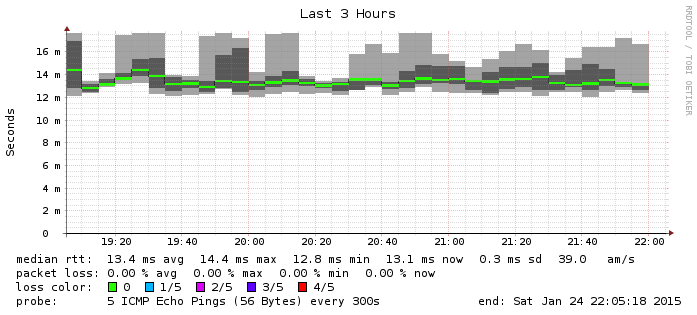 Last 3 Hours
RRDTOOL / TOBI OETIKER
Seconds
16 m
14 m
12 m
10 m
8 m
6 m
4 m
2 m
0
19:20 19:40 20:00 20:20 20:40 21:00 21:20 21:40 22:00
median rtt: 13.4 ms avg 14.4 ms max 12.8 ms min 13.1 ms now 0.3 ms sd 39.0 am/s
packet loss: 0.00 % avg 0.00 % max 0.00 % min 0.00 % now
loss color: 0 1/5 2/5 3/5 4/5
probe: 5 ICMP Echo Pings (56 Bytes) every 300s end: Sat Jan 24 22:05:18 2015